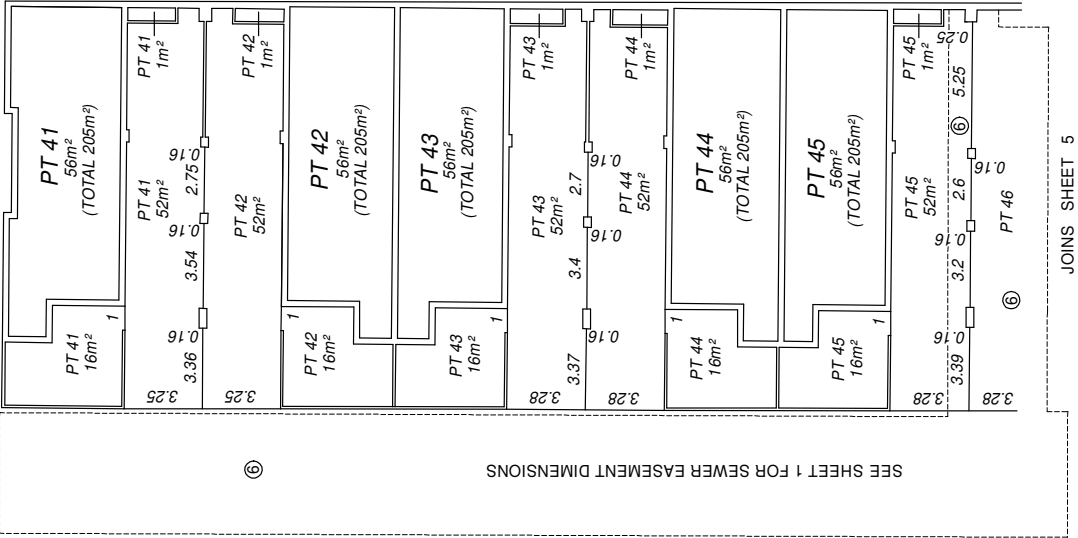 PT 41
56m²
(TOTAL 205m²)
PT 41
1m²
PT 41
52m²
PT 41
16m²
1
0.16
2.75
0.16
3.54
0.16
3.36
3.25
3.25
PT 42
1m²
PT 42
52m²
PT 42
56m²
(TOTAL 205m²)
PT 42
16m²
1
PT 43
56m²
(TOTAL 205m²)
PT 43
16m²
1
PT 43
1m²
PT 43
52m²
0.16
2.7
0.16
3.4
0.16
3.37
3.28
3.28
PT 44
1m²
PT 44
52m²
PT 44
56m²
(TOTAL 205m²)
PT 44
16m²
1
PT 45
56m²
(TOTAL 205m²)
PT 45
16m²
1
PT 45
1m²
PT 45
52m²
0.25
5.25
0.16
2.6
0.16
3.2
0.16
3.39
3.28
3.28
6
PT 46
6
JOINS SHEET 5
6
SEE SHEET 1 FOR SEWER EASEMENT DIMENSIONS